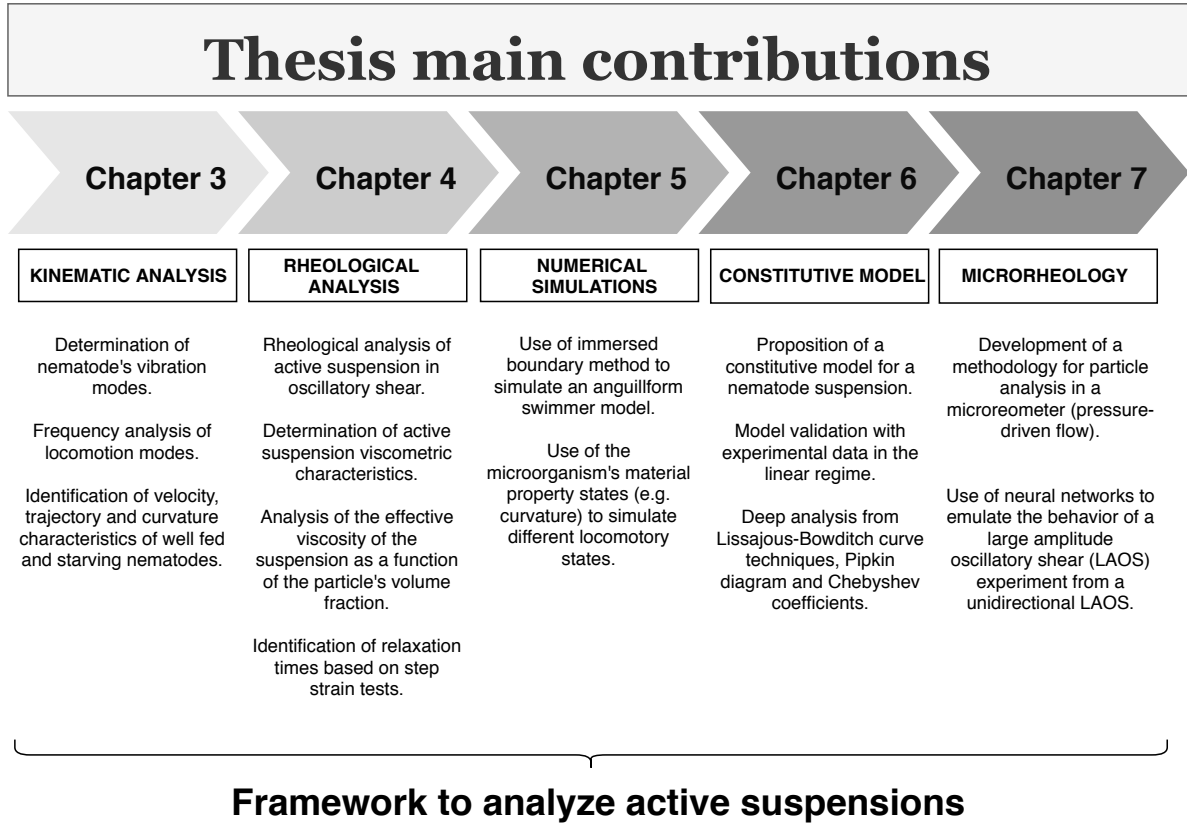 Thesis main contributions
Chapter 3
Chapter 4
Chapter 5
Chapter 6
Chapter 7
KINEMATIC ANALYSIS
Determination of
nematode's vibration
modes.
Frequency analysis of
locomotion modes.
Identification of velocity,
trajectory and curvature
characteristics of well fed
and starving nematodes.
RHEOLOGICAL
ANALYSIS
Rheological analysis of
active suspension in
oscillatory shear.
Determination of active
suspension viscometric
characteristics.
Analysis of the effective
viscosity of the
suspension as a function
of the particle's volume
fraction.
Identification of relaxation
times based on step
strain tests.
NUMERICAL
SIMULATIONS
Use of immersed
boundary method to
simulate an anguillform
swimmer model.
Use of the
microorganism's material
property states (e.g.
curvature) to simulate
different locomotory
states.
CONSTITUTIVE MODEL
Proposition of a
constitutive model for a
nematode suspension.
Model validation with
experimental data in the
linear regime.
Deep analysis from
Lissajous-Bowditch curve
techniques, Pipkin
diagram and Chebyshev
coefficients.
MICRORHEOLOGY
Development of a
methodology for particle
analysis in a
microreometer (pressure-
driven flow).
Use of neural networks to
emulate the behavior of a
large amplitude
oscillatory shear (LAOS)
experiment from a
unidirectional LAOS.
Framework to analyze active suspensions